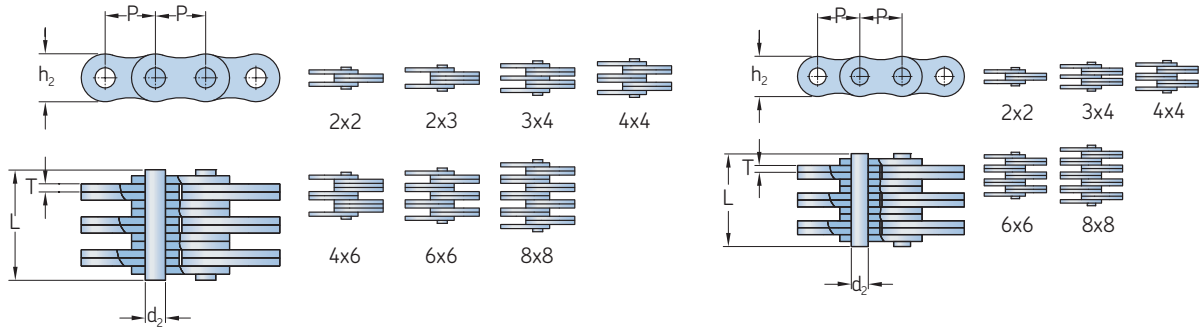 P P
h₂
2x2 2x3 3x4 4x4
T
L
4x6 6x6 8x8
d₂
P P
h₂
2x2 3x4 4x4
T
L
6x6 8x8
d₂